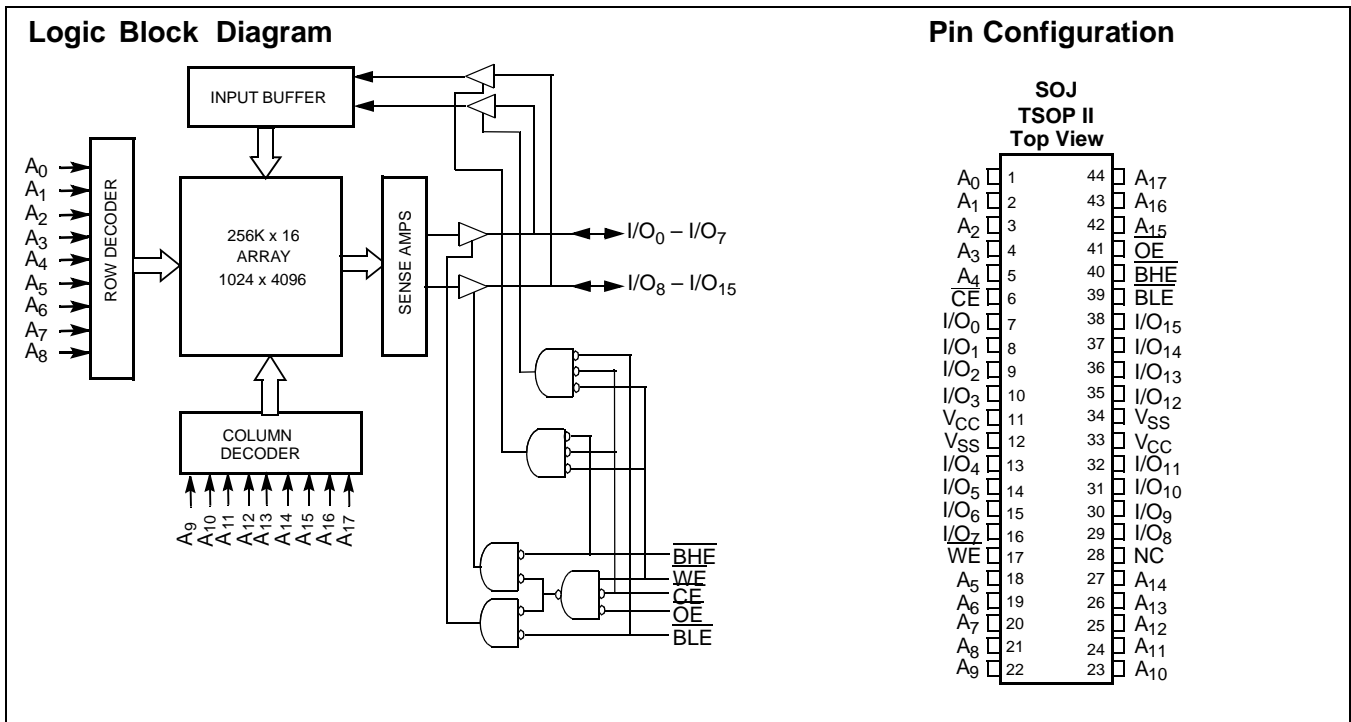 Logic Block Diagram
INPUT BUFFER
A0
A1
A2
A3
A4
A5
A6
A7
A8
ROW DECODER
256K x 16
ARRAY
1024 x 4096
SENSE AMPS
I/O0 – I/O7
I/O8 – I/O15
COLUMN
DECODER
A9
A10
A11
A12
A13
A14
A15
A16
A17
BHE
WE
CE
OE
BLE
Pin Configuration
SOJ
TSOP II
Top View
A0 1 44 A17
A1 2 43 A16
A2 3 42 A15
A3 4 41 OE
A4 5 40 BHE
CE 6 39 BLE
I/O0 7 38 I/O15
I/O1 8 37 I/O14
I/O2 9 36 I/O13
I/O3 10 35 I/O12
VCC 11 34 VSS
VSS 12 33 VCC
I/O4 13 32 I/O11
I/O5 14 31 I/O10
I/O6 15 30 I/O9
I/O7 16 29 I/O8
WE 17 28 NC
A5 18 27 A14
A6 19 26 A13
A7 20 25 A12
A8 21 24 A11
A9 22 23 A10